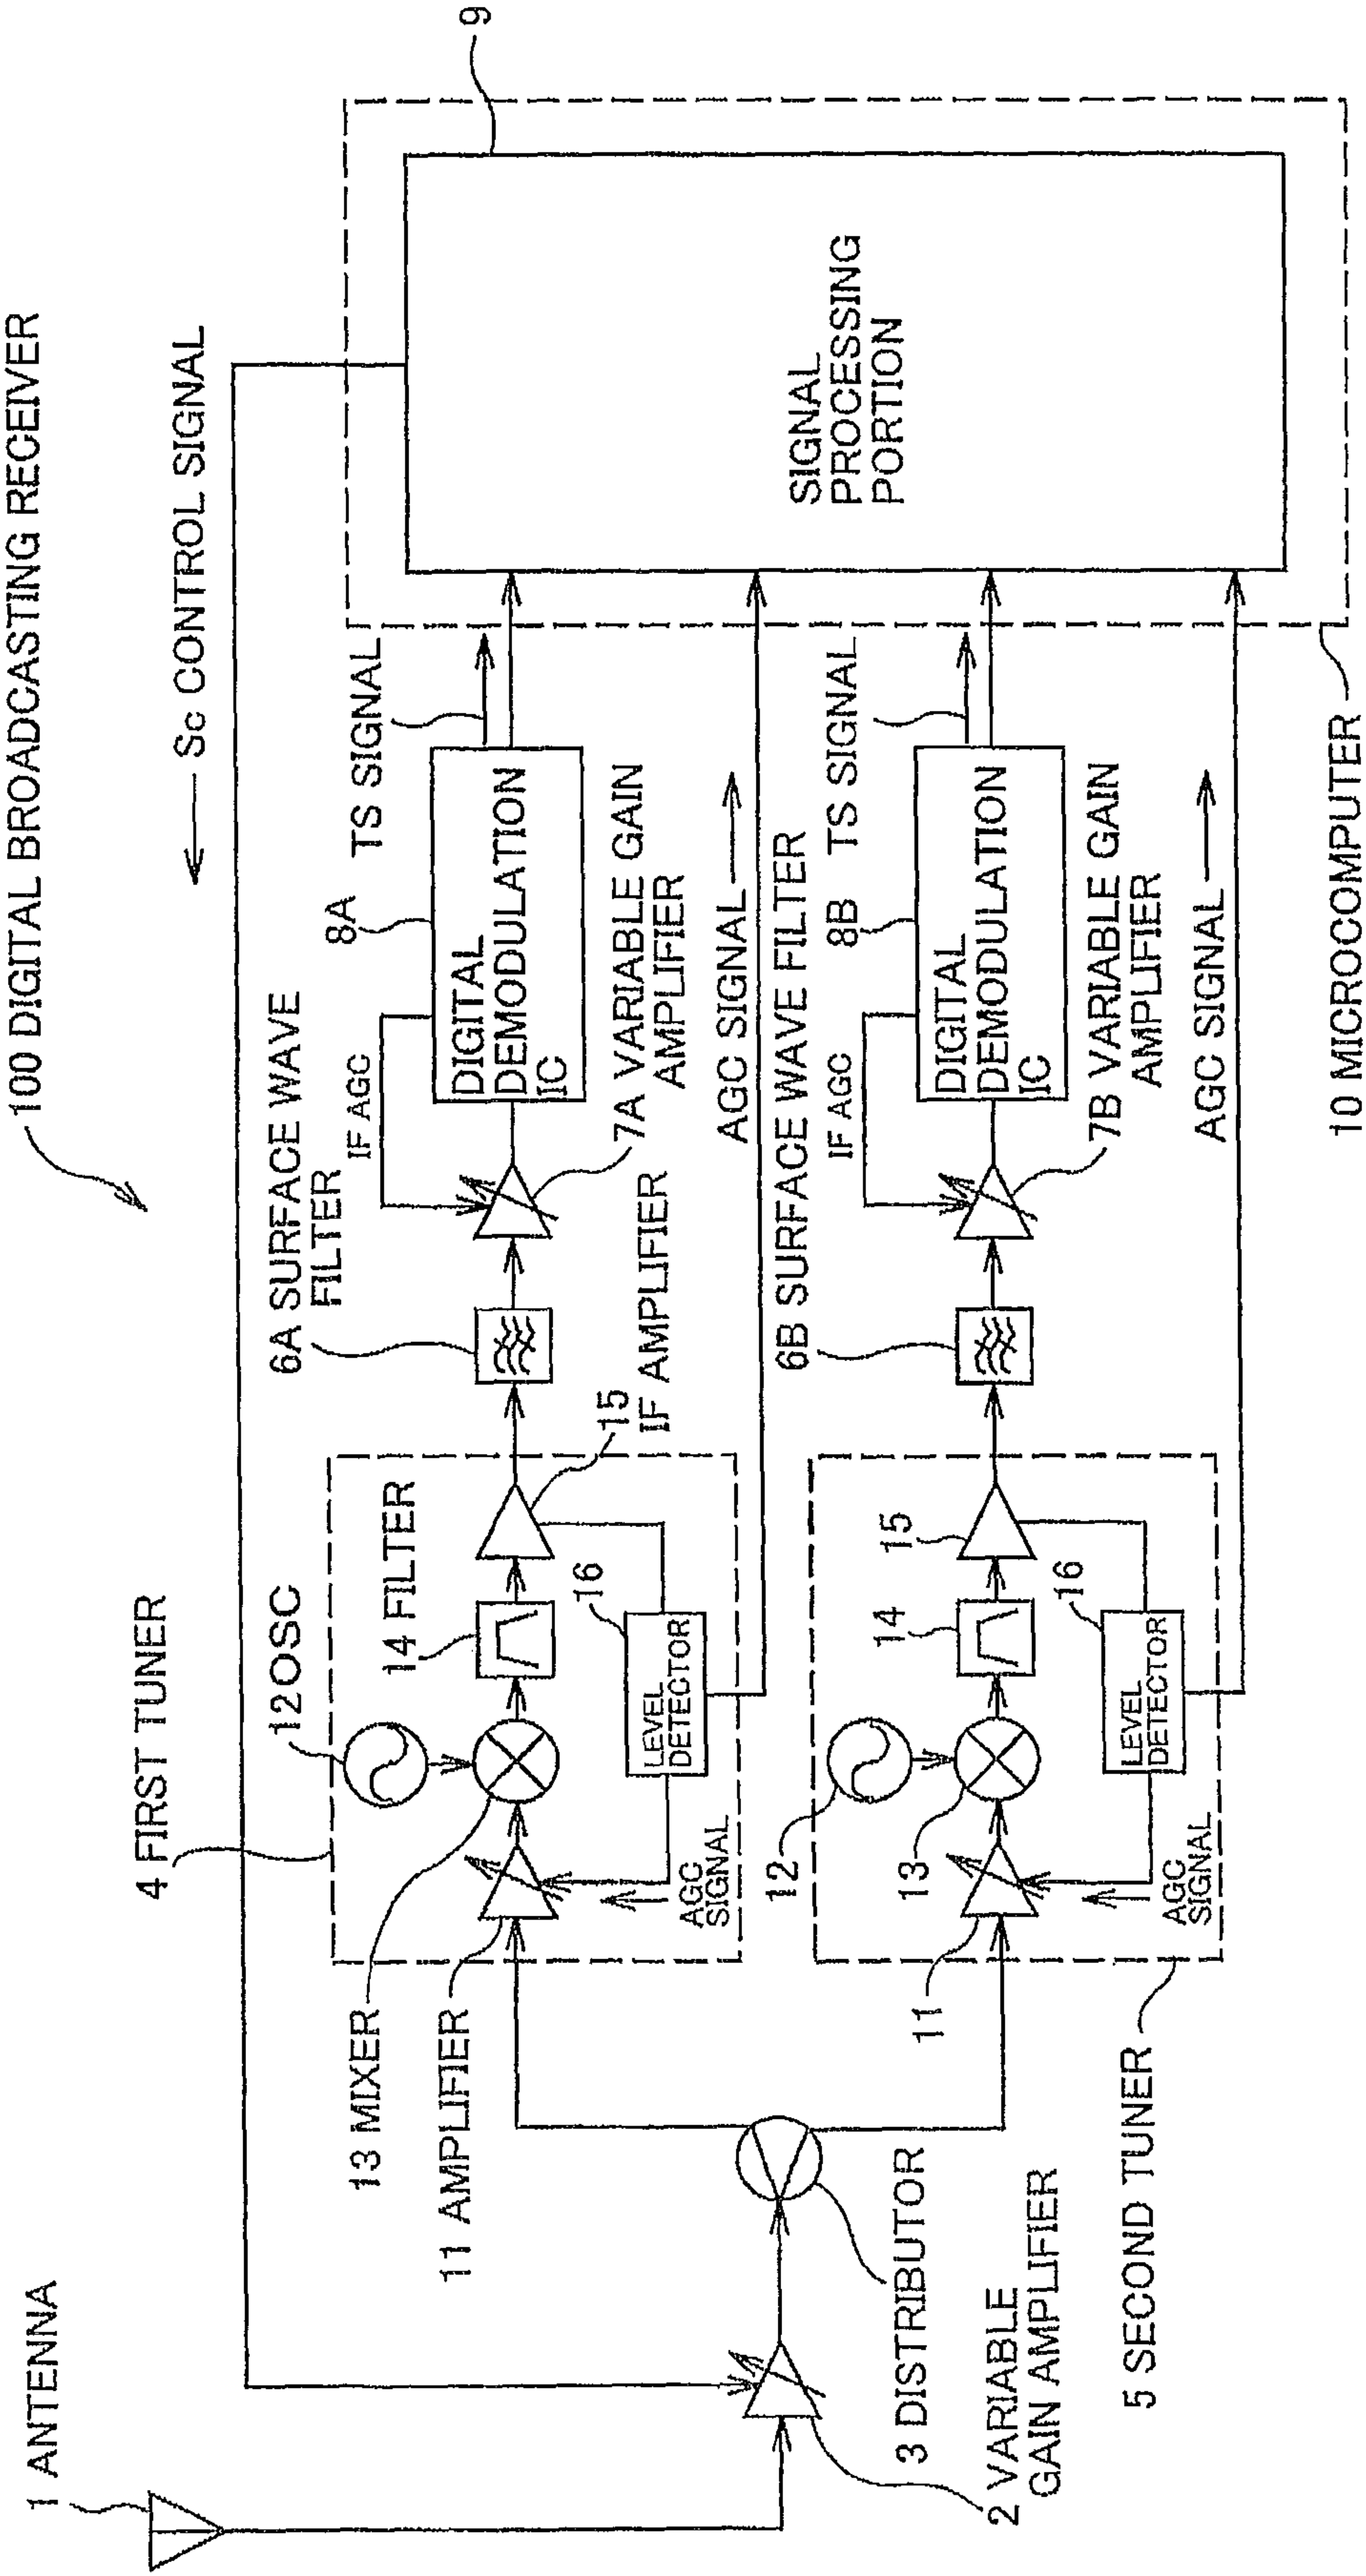 100 DIGITAL BROADCASTING RECEIVER
← Sc CONTROL SIGNAL
1 ANTENNA
4 FIRST TUNER
12OSC
14 FILTER
13 MIXER
11 AMPLIFIER
16
LEVEL
DETECTOR
AGC
SIGNAL
15
IF AMPLIFIER
6A SURFACE WAVE
FILTER
IF AGC
8A
TS SIGNAL
DIGITAL
DEMODULATION
IC
7A VARIABLE GAIN
AMPLIFIER
AGC SIGNAL
9
SIGNAL
PROCESSING
PORTION
2 VARIABLE
GAIN AMPLIFIER
3 DISTRIBUTOR
5 SECOND TUNER
11
12
13
14
15
16
LEVEL
DETECTOR
AGC
SIGNAL
6B SURFACE WAVE FILTER
IF AGC
8B
TS SIGNAL
DIGITAL
DEMODULATION
IC
7B VARIABLE GAIN
AMPLIFIER
AGC SIGNAL
10 MICROCOMPUTER